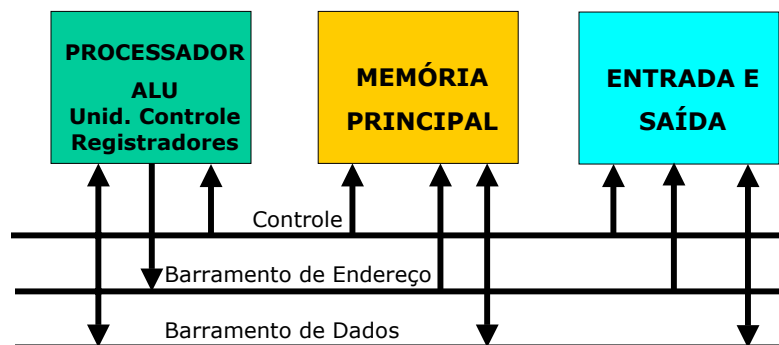 PROCESSADOR
ALU
Unid. Controle
Registradores
MEMÓRIA
PRINCIPAL
ENTRADA E
SAÍDA
Controle
Barramento de Endereço
Barramento de Dados